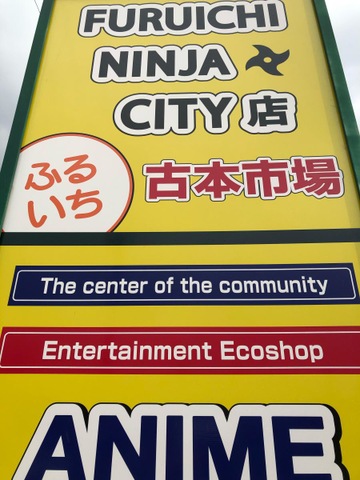 FURUICHI
NINJA
CITY店
ふる
いち
古本市場
The center of the community
Entertainment Ecoshop
ANIME